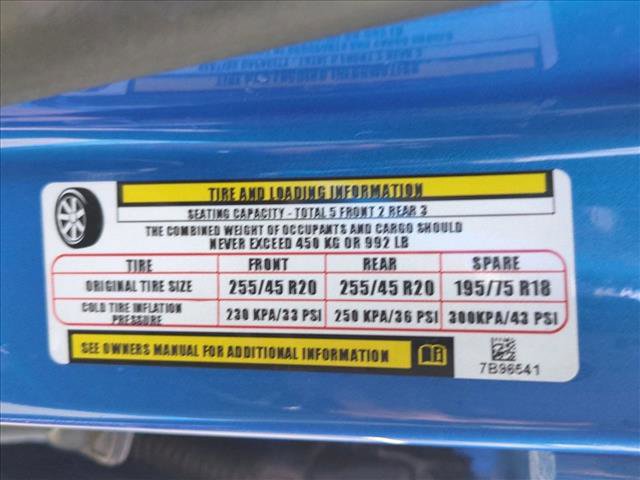 TIRE AND LOADING INFORMATION
SEATING CAPACITY - TOTAL 5 FRONT 2 REAR 3
THE COMBINED WEIGHT OF OCCUPANTS AND CARGO SHOULD
NEVER EXCEED 450 KG OR 992 LB
TIRE FRONT REAR SPARE
ORIGINAL TIRE SIZE 255/45 R20 255/45 R20 195/75 R18
COLD TIRE INFLATION
PRESSURE 230 KPA/33 PSI 250 KPA/36 PSI 300KPA/43 PSI
SEE OWNERS MANUAL FOR ADDITIONAL INFORMATION
7B96541